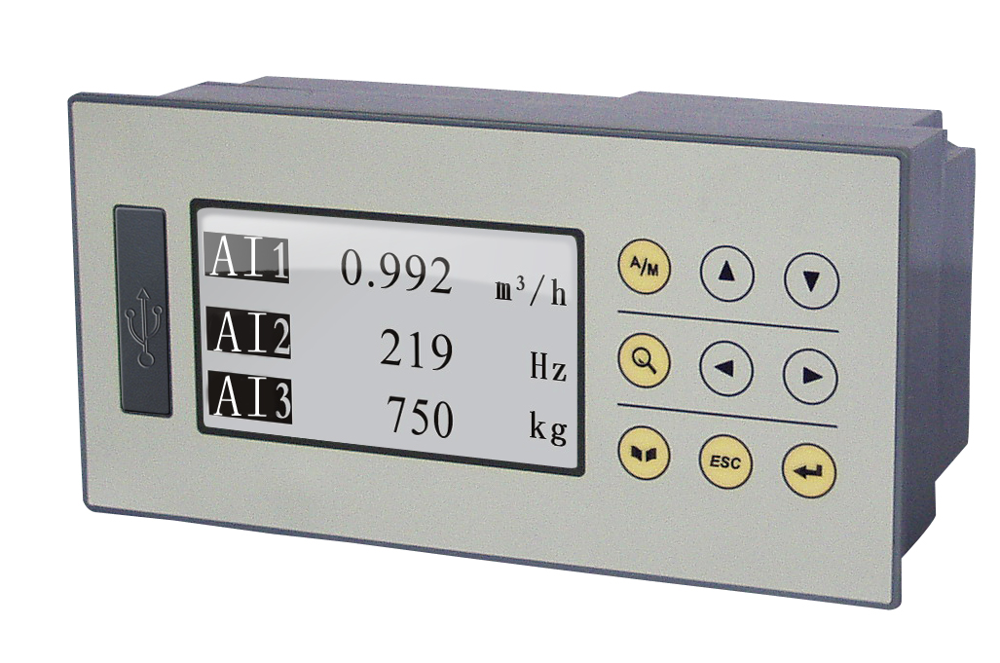 AI1 0.992 m³/h
AI2 219 Hz
AI3 750 kg
A/M
ESC